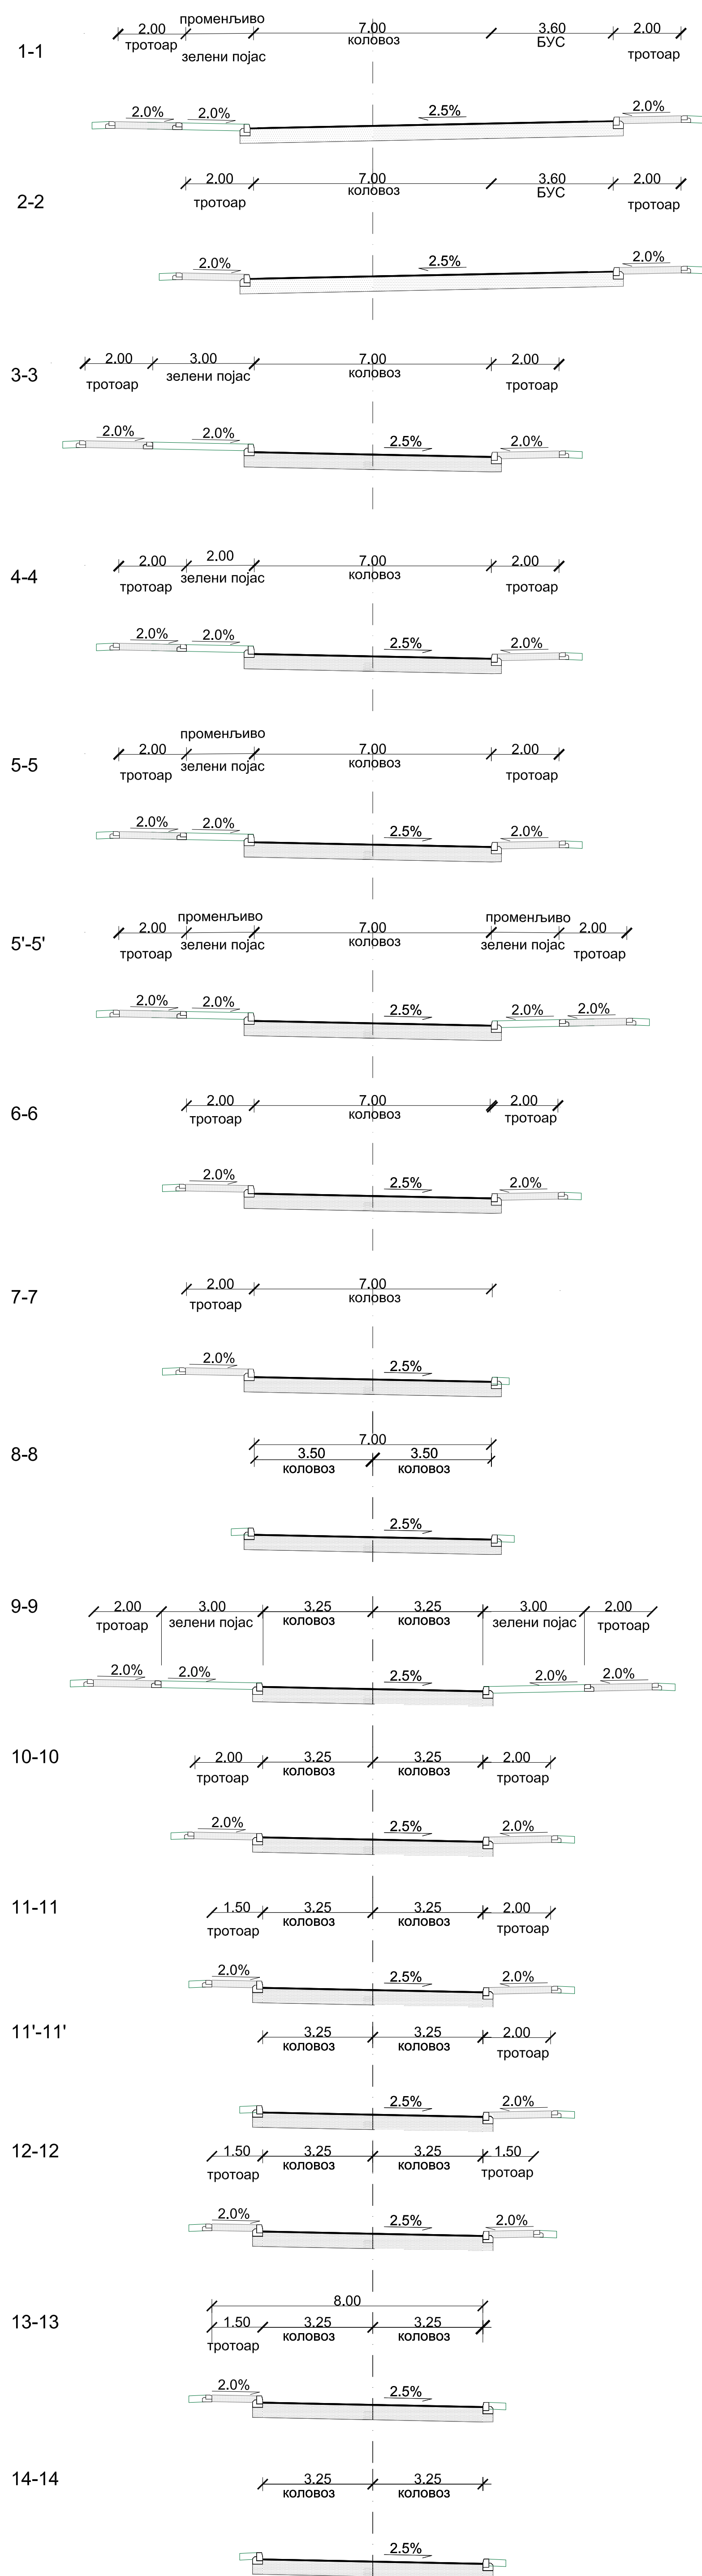 променљиво
2.00 7.00 3.60 2.00
1-1 тротоар зелени појас коловоз БУС тротоар
2.0% 2.0% 2.5% 2.0%
2.00 7.00 3.60 2.00
2-2 тротоар коловоз БУС тротоар
2.0% 2.5% 2.0%
2.00 3.00 7.00 2.00
3-3 тротоар зелени појас коловоз тротоар
2.0% 2.0% 2.5% 2.0%
2.00 2.00 7.00 2.00
4-4 тротоар зелени појас коловоз тротоар
2.0% 2.0% 2.5% 2.0%
променљиво
2.00 7.00 2.00
5-5 тротоар зелени појас коловоз тротоар
2.0% 2.0% 2.5% 2.0%
променљиво променљиво
2.00 7.00 2.00
5'-5' тротоар зелени појас коловоз зелени појас тротоар
2.0% 2.0% 2.5% 2.0% 2.0%
2.00 7.00 2.00
6-6 тротоар коловоз тротоар
2.0% 2.5% 2.0%
2.00 7.00
7-7 тротоар коловоз
2.0% 2.5%
7.00
8-8 3.50 3.50
коловоз коловоз
2.5%
9-9 2.00 3.00 3.25 3.25 3.00 2.00
тротоар зелени појас коловоз коловоз зелени појас тротоар
2.0% 2.0% 2.5% 2.0% 2.0%
10-10 2.00 3.25 3.25 2.00
тротоар коловоз коловоз тротоар
2.0% 2.5% 2.0%
11-11 1.50 3.25 3.25 2.00
тротоар коловоз коловоз тротоар
2.0% 2.5% 2.0%
11'-11' 3.25 3.25 2.00
коловоз коловоз тротоар
2.5% 2.0%
12-12 1.50 3.25 3.25 1.50
тротоар коловоз коловоз тротоар
2.0% 2.5% 2.0%
8.00
13-13 1.50 3.25 3.25
тротоар коловоз коловоз
2.0% 2.5%
14-14 3.25 3.25
коловоз коловоз
2.5%